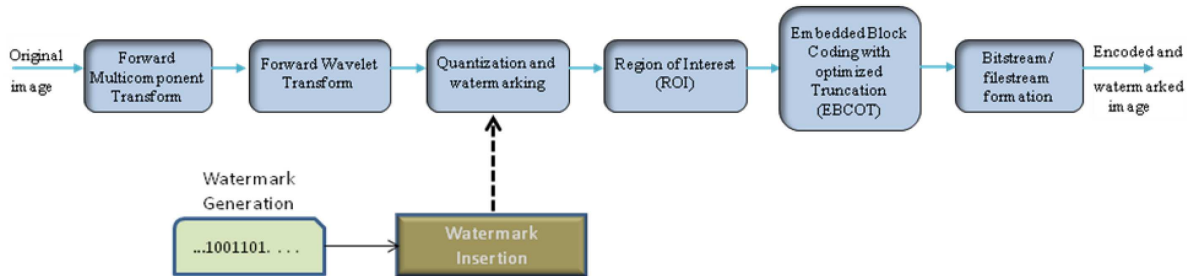 Original
image
Forward
Multicomponent
Transform
Forward Wavelet
Transform
Quantization and
watermarking
Region of Interest
(ROI)
Embedded Block
Coding with
optimized
Truncation
(EBCOT)
Bitstream/
filestream
formation
Encoded and
watermarked
image
Watermark
Generation
...1001101. . . .
Watermark
Insertion